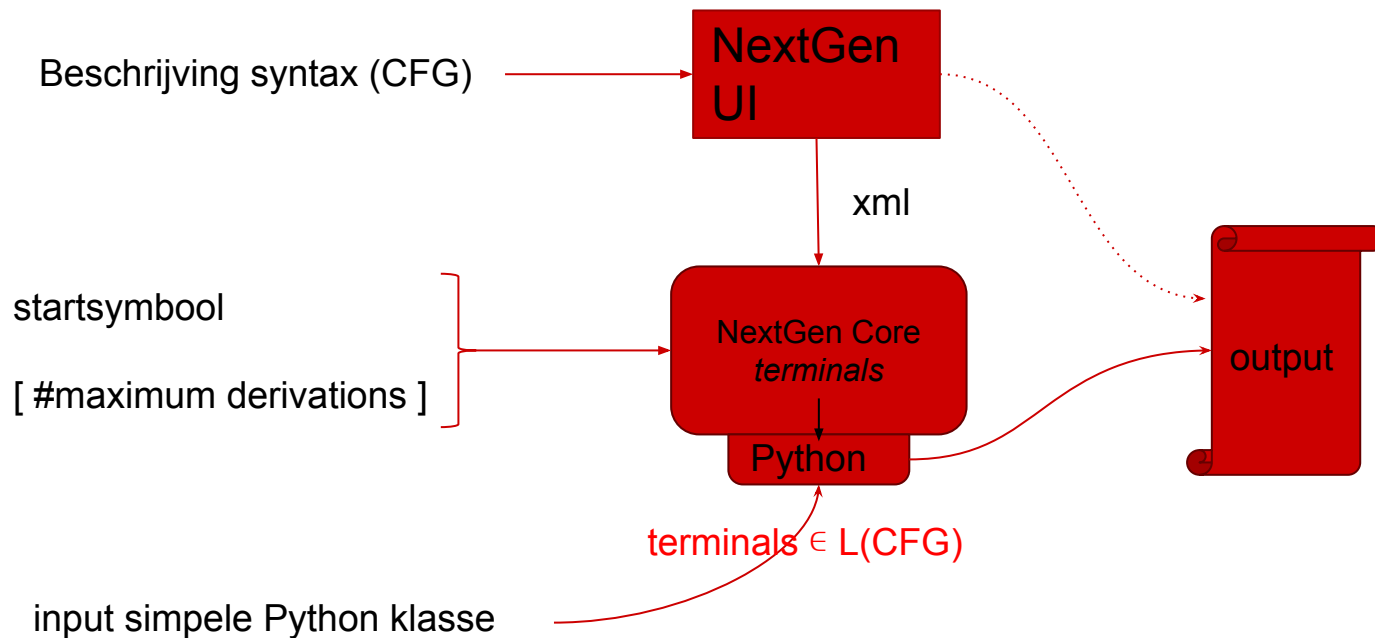 Beschrijving syntax (CFG)
NextGen
UI
xml
startsymbool
[ #maximum derivations ]
NextGen Core
terminals
Python
output
terminals ∈ L(CFG)
input simpele Python klasse